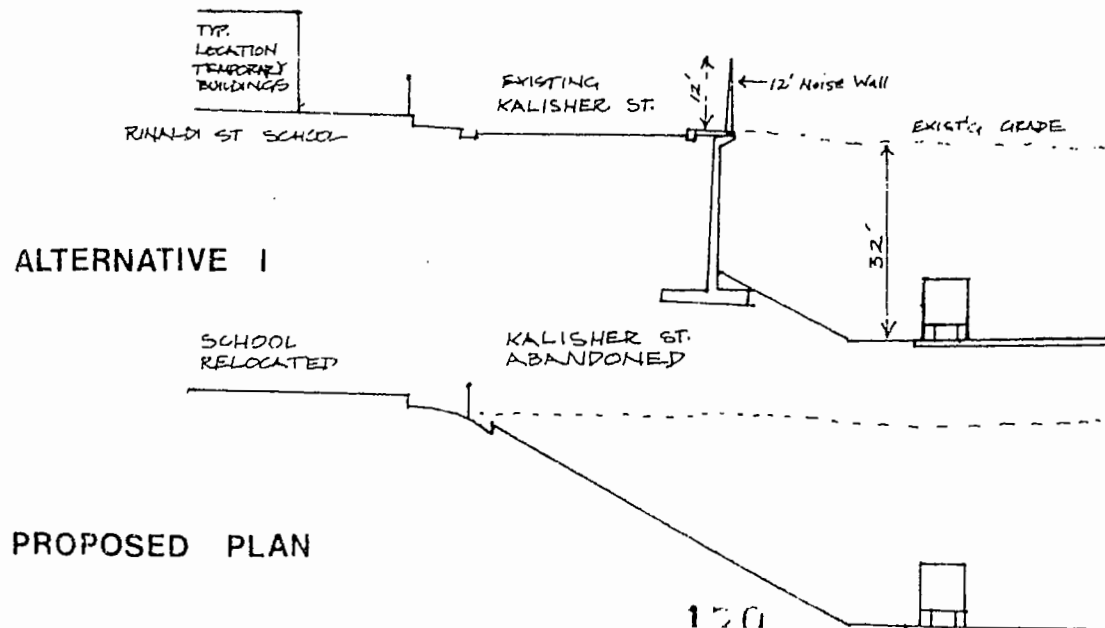 TYP.
LOCATION
TEMPORARY
BUILDINGS
EXISTING
KALISHER ST.
12'
12' Noise Wall
RINALDI ST SCHOOL
EXIST'G GRADE
32'
ALTERNATIVE I
SCHOOL
RELOCATED
KALISHER ST.
ABANDONED
PROPOSED PLAN